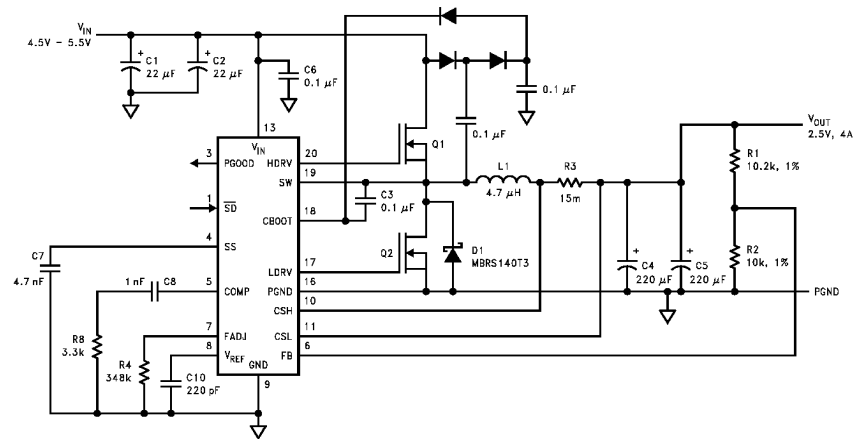 VIN
4.5V – 5.5V
C1
22 µF
C2
22 µF
C6
0.1 µF
0.1 µF
0.1 µF
13
VIN
3
PGOOD
HDRV
20
Q1
SW
19
1
SD
C3
0.1 µF
CBOOT
18
L1
4.7 µH
R3
15m
VOUT
2.5V, 4A
R1
10.2k, 1%
4
SS
C7
4.7 nF
17
LDRV
Q2
D1
MBRS140T3
C4
220 µF
C5
220 µF
R2
10k, 1%
PGND
1 nF
C8
5
COMP
PGND
16
10
CSH
R8
3.3k
7
FADJ
CSL
11
R4
348k
8
VREF
FB
6
GND
C10
220 pF
9